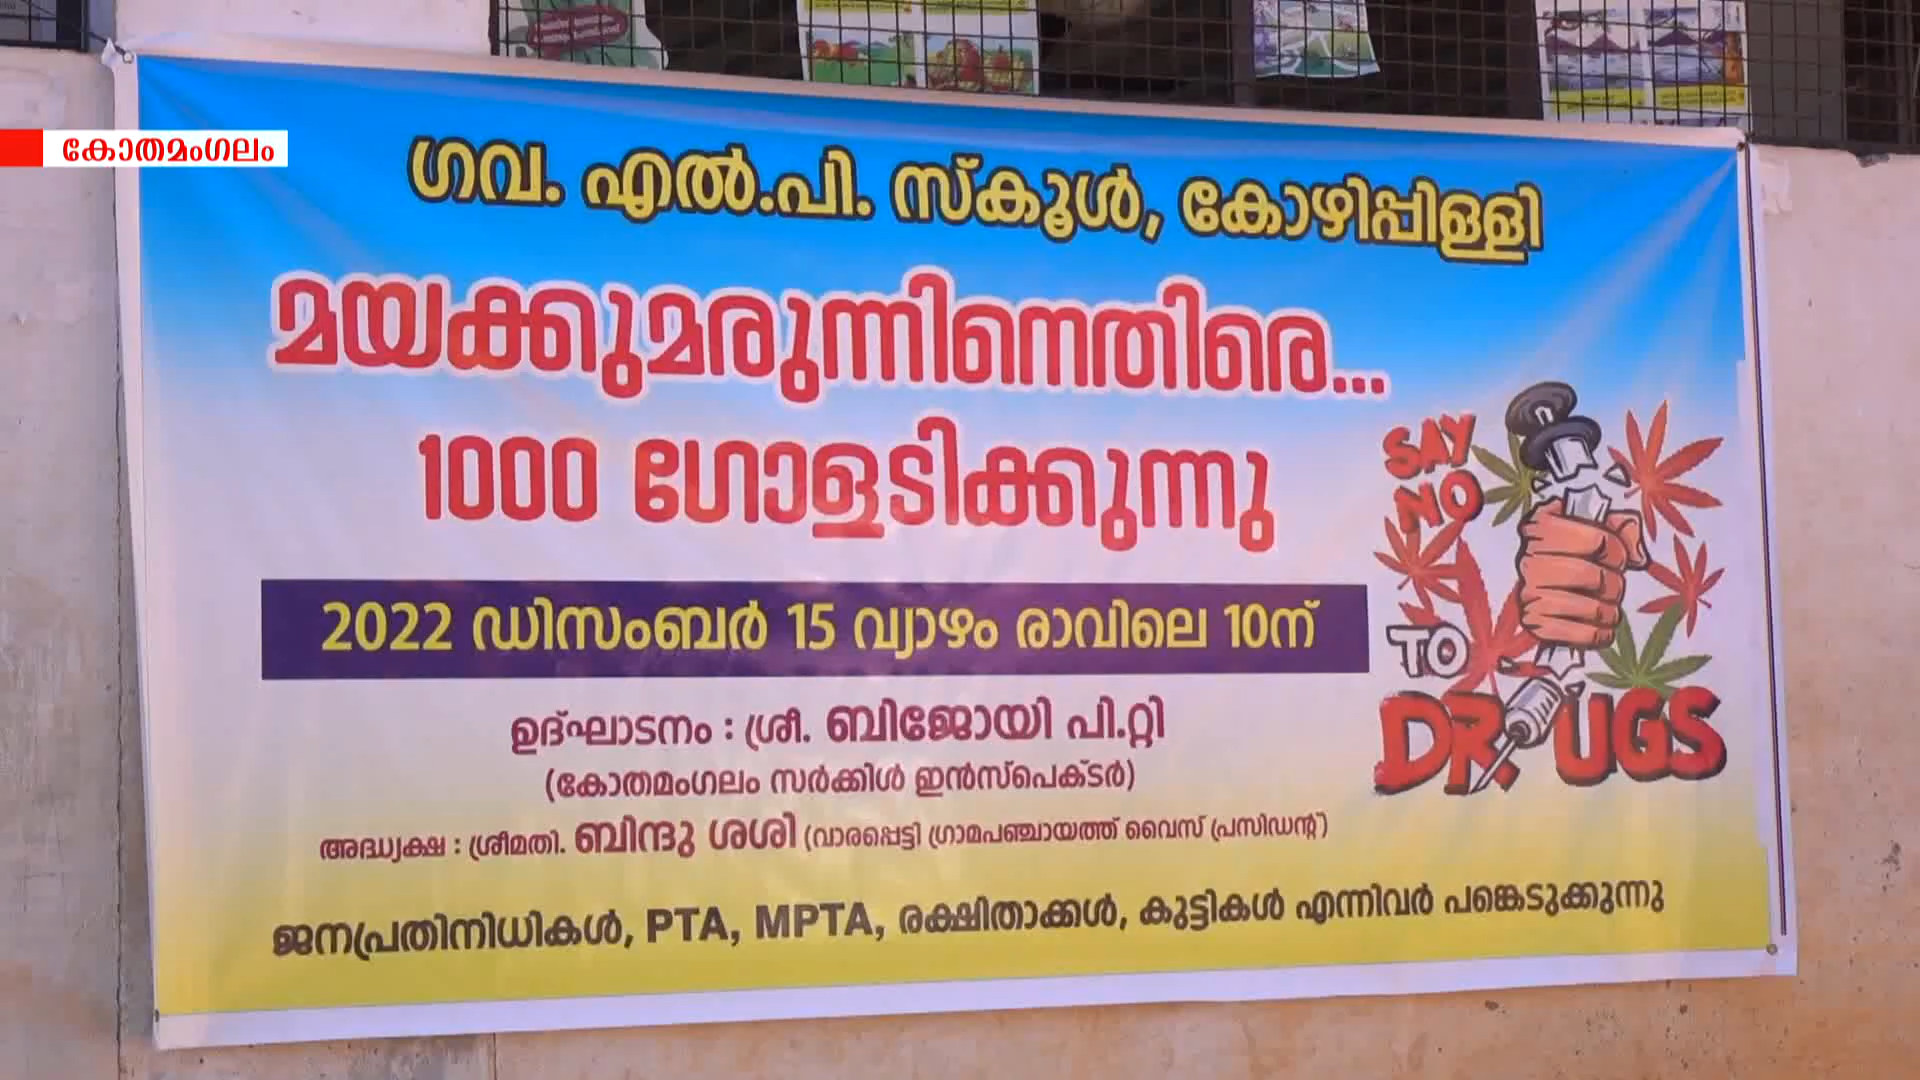 കോതമംഗലം
ഗവ. എൽ.പി. സ്കൂൾ, കോഴിപ്പിള്ളി
മയക്കുമരുന്നിനെതിരെ...
1000 ഗോളടിക്കുന്നു
SAY
NO
TO
DRUGS
2022 ഡിസംബർ 15 വ്യാഴം രാവിലെ 10ന്
ഉദ്ഘാടനം : ശ്രീ. ബിജോയി പി.റ്റി
(കോതമംഗലം സർക്കിൾ ഇൻസ്പെക്ടർ)
അദ്ധ്യക്ഷ : ശ്രീമതി. ബിന്ദു ശശി (വാരപ്പെട്ടി ഗ്രാമപഞ്ചായത്ത് വൈസ് പ്രസിഡന്റ്)
ജനപ്രതിനിധികൾ, PTA, MPTA, രക്ഷിതാക്കൾ, കുട്ടികൾ എന്നിവർ പങ്കെടുക്കുന്നു